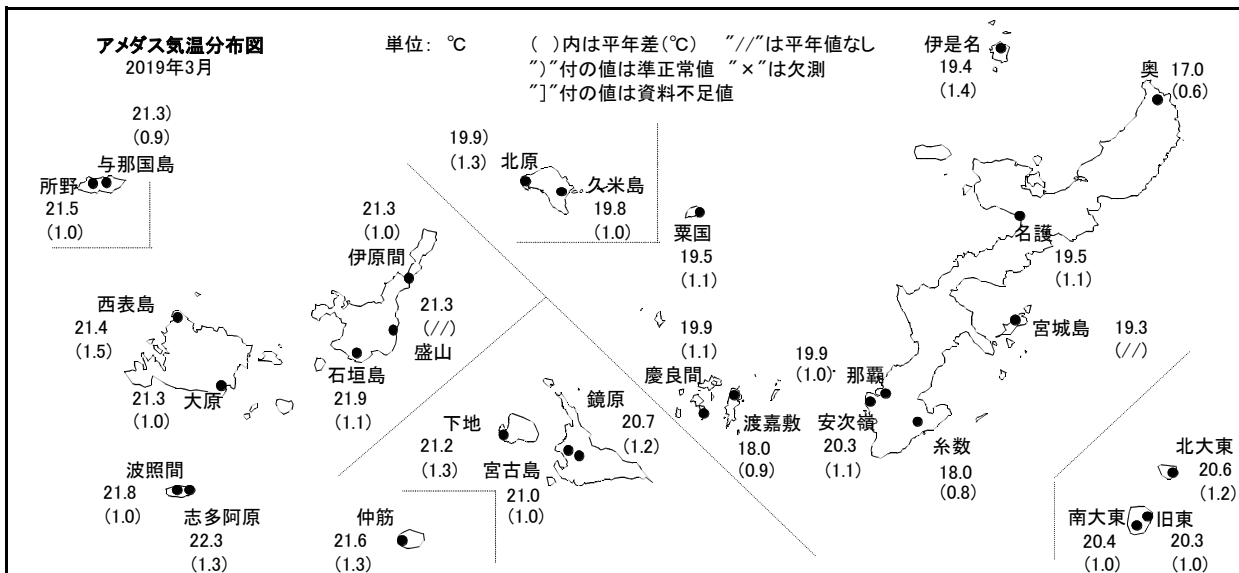 アメダス気温分布図
2019年3月
単位： ℃
（ ）内は平年差(℃) "//"は平年値なし
")"付の値は準正常値 "×"は欠測
"]"付の値は資料不足値
伊是名
19.4
(1.4)
奥
17.0
(0.6)
21.3)
(0.9)
与那国島
所野
21.5
(1.0)
19.9)
(1.3)
北原
久米島
19.8
(1.0)
粟国
19.5
(1.1)
名護
19.5
(1.1)
21.3
(1.0)
伊原間
西表島
21.4
(1.5)
21.3
(//)
盛山
石垣島
21.9
(1.1)
21.3
(1.0)
大原
19.9
(1.1)
慶良間
渡嘉敷
18.0
(0.9)
19.9
(1.0)
那覇
安次嶺
20.3
(1.1)
糸数
18.0
(0.8)
宮城島
19.3
(//)
下地
21.2
(1.3)
鏡原
20.7
(1.2)
宮古島
21.0
(1.0)
波照間
21.8
(1.0)
志多阿原
22.3
(1.3)
仲筋
21.6
(1.3)
北大東
20.6
(1.2)
南大東
20.4
(1.0)
旧東
20.3
(1.0)